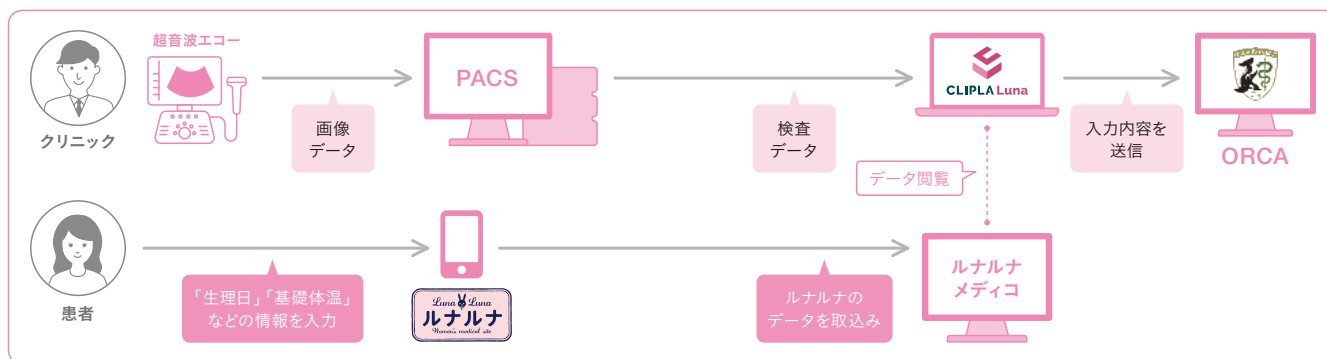 超音波エコー
クリニック
画像
データ
PACS
検査
データ
CLIPLA Luna
入力内容を
送信
ORCA
データ閲覧
患者
「生理日」「基礎体温」
などの情報を入力
Luna Luna
ルナルナ
Women's medical site
ルナルナの
データを取込み
ルナルナ
メディコ